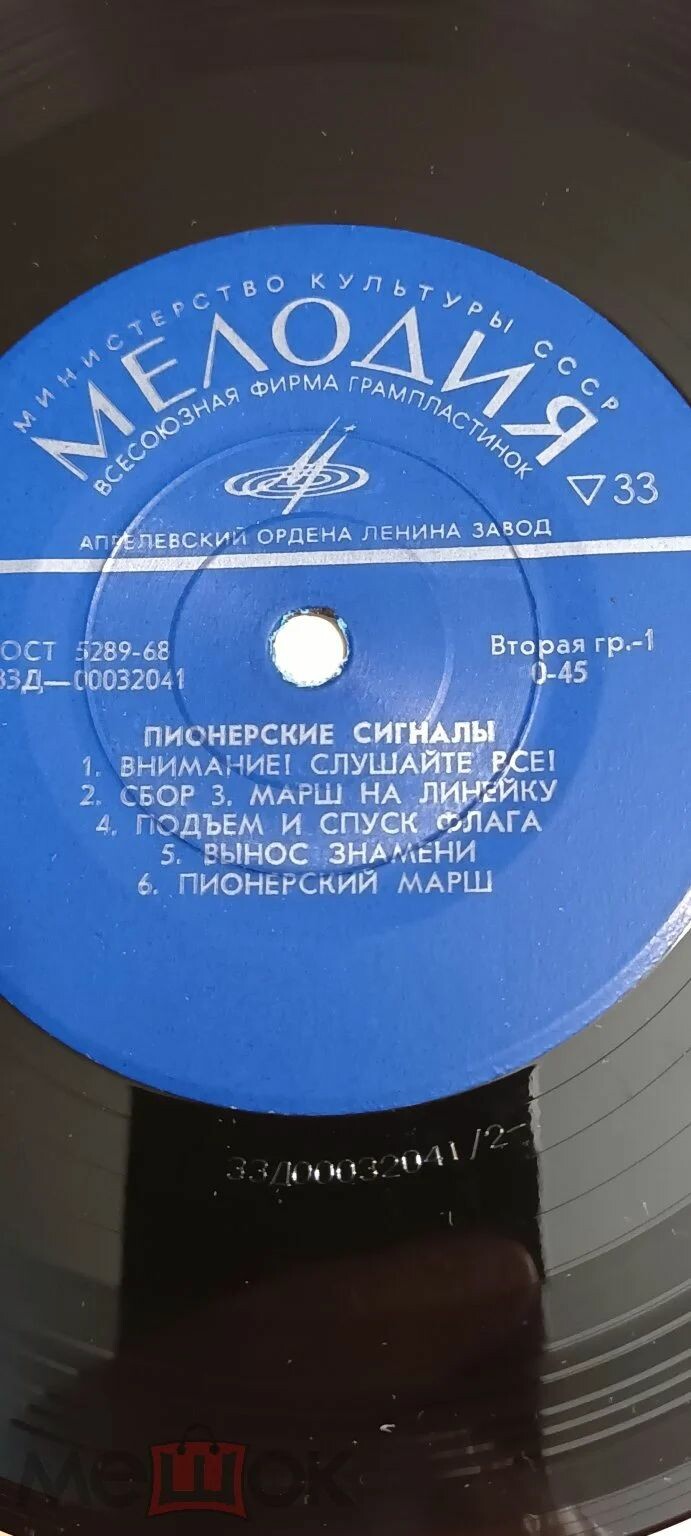 МИНИСТЕРСТВО КУЛЬТУРЫ СССР
МЕЛОДИЯ
ВСЕСОЮЗНАЯ ФИРМА ГРАМПЛАСТИНОК
▽33
АПРЕЛЕВСКИЙ ОРДЕНА ЛЕНИНА ЗАВОД
ОСТ 5289-68
Вторая гр.-1
33Д—00032041
0-45
ПИОНЕРСКИЕ СИГНАЛЫ
1. ВНИМАНИЕ! СЛУШАЙТЕ ВСЕ!
2. СБОР 3. МАРШ НА ЛИНЕЙКУ
4. ПОДЪЕМ И СПУСК ФЛАГА
5. ВЫНОС ЗНАМЕНИ
6. ПИОНЕРСКИЙ МАРШ
33Д00032041/2-
мешок